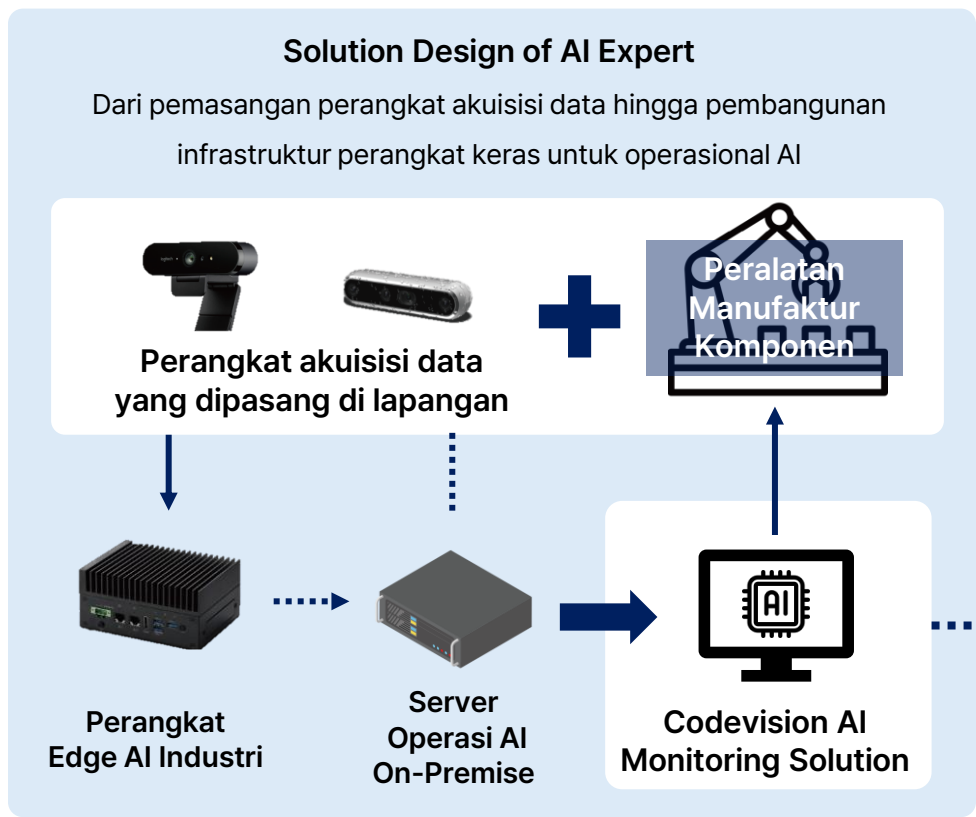 Solution Design of AI Expert
Dari pemasangan perangkat akuisisi data hingga pembangunan
infrastruktur perangkat keras untuk operasional AI
Peralatan
Manufaktur
Komponen
Perangkat akuisisi data
yang dipasang di lapangan
AI
Perangkat
Edge AI Industri
Server
Operasi AI
On-Premise
Codevision AI
Monitoring Solution